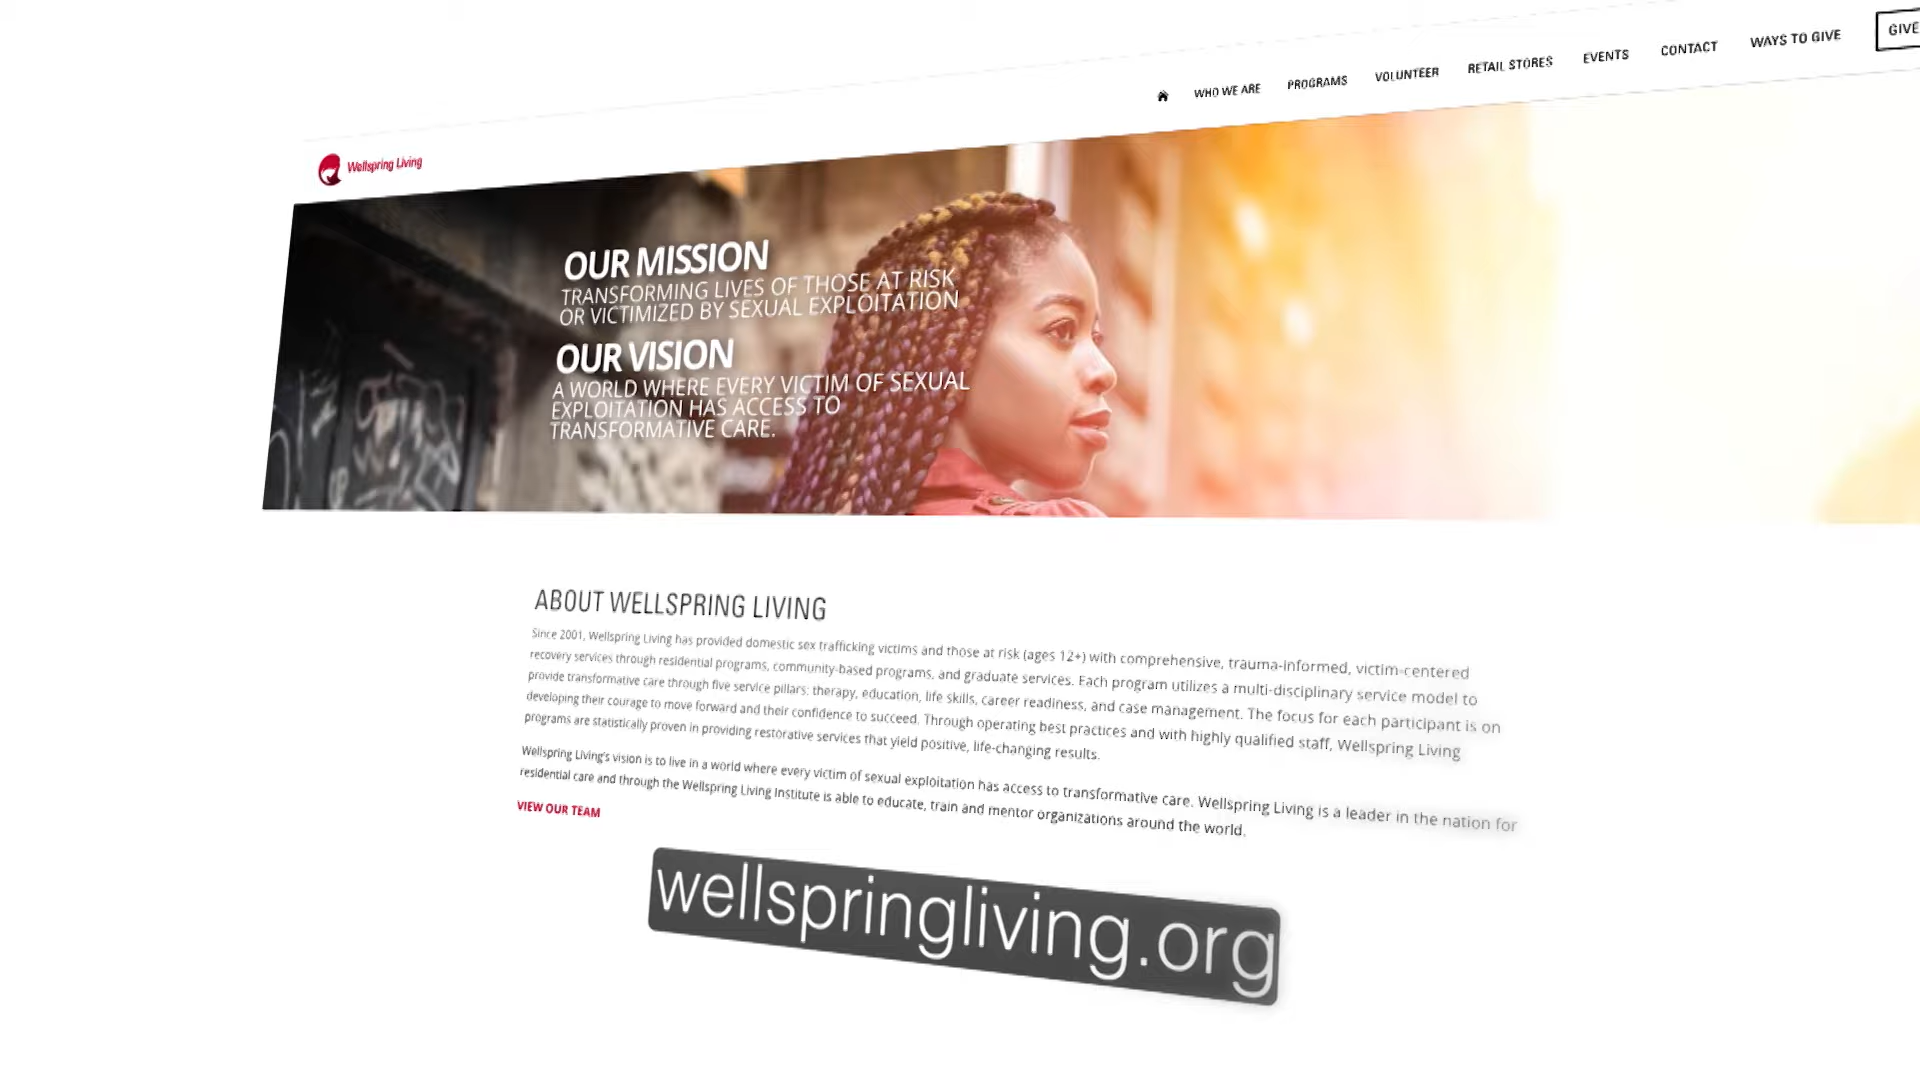 WHO WE ARE PROGRAMS VOLUNTEER RETAIL STORES EVENTS CONTACT WAYS TO GIVE GIVE
Wellspring Living
OUR MISSION
TRANSFORMING LIVES OF THOSE AT RISK
OR VICTIMIZED BY SEXUAL EXPLOITATION
OUR VISION
A WORLD WHERE EVERY VICTIM OF SEXUAL
EXPLOITATION HAS ACCESS TO
TRANSFORMATIVE CARE.
ABOUT WELLSPRING LIVING
Since 2001, Wellspring Living has provided domestic sex trafficking victims and those at risk (ages 12+) with comprehensive, trauma-informed, victim-centered
recovery services through residential programs, community-based programs, and graduate services. Each program utilizes a multi-disciplinary service model to
provide transformative care through five service pillars: therapy, education, life skills, career readiness, and case management. The focus for each participant is on
developing their courage to move forward and their confidence to succeed. Through operating best practices and with highly qualified staff, Wellspring Living
programs are statistically proven in providing restorative services that yield positive, life-changing results.
Wellspring Living's vision is to live in a world where every victim of sexual exploitation has access to transformative care. Wellspring Living is a leader in the nation for
residential care and through the Wellspring Living Institute is able to educate, train and mentor organizations around the world.
VIEW OUR TEAM
wellspringliving.org